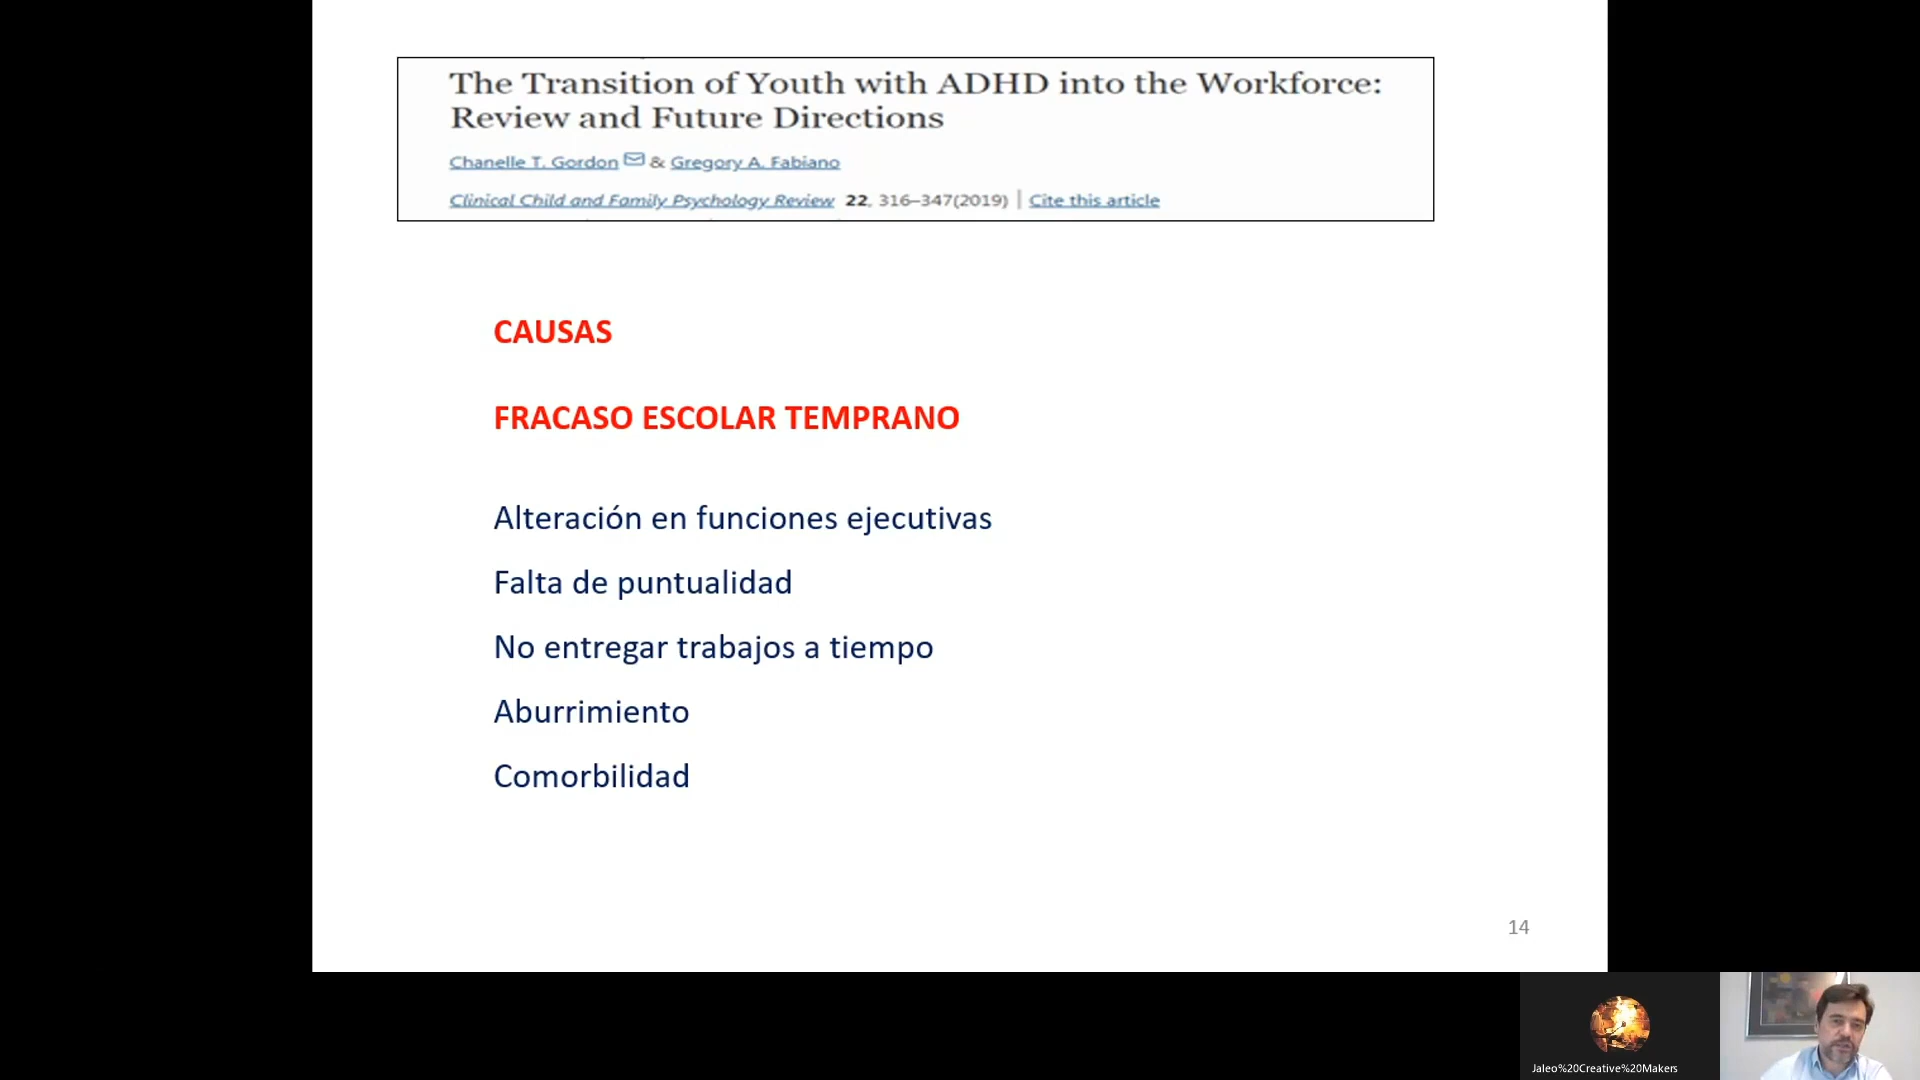 The Transition of Youth with ADHD into the Workforce:
Review and Future Directions
Chanelle T. Gordon & Gregory A. Fabiano
Clinical Child and Family Psychology Review 22, 316–347(2019) | Cite this article
CAUSAS
FRACASO ESCOLAR TEMPRANO
Alteración en funciones ejecutivas
Falta de puntualidad
No entregar trabajos a tiempo
Aburrimiento
Comorbilidad
14
Jaleo%20Creative%20Makers